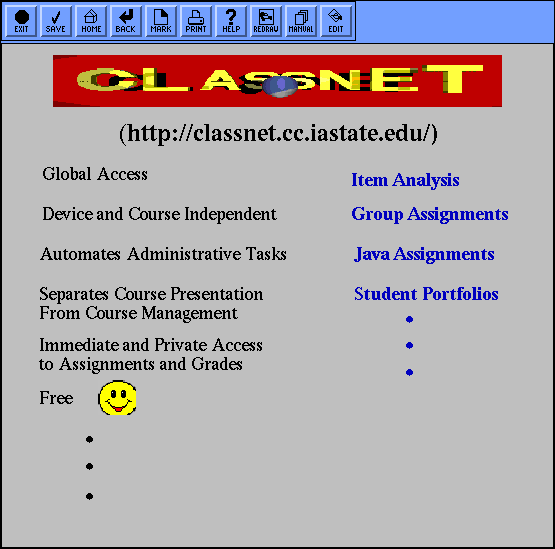 EXIT SAVE HOME BACK MARK PRINT HELP REDRAW MANUAL EDIT
CLASSNET
(http://classnet.cc.iastate.edu/)
Global Access
Device and Course Independent
Automates Administrative Tasks
Separates Course Presentation
From Course Management
Immediate and Private Access
to Assignments and Grades
Free
Item Analysis
Group Assignments
Java Assignments
Student Portfolios